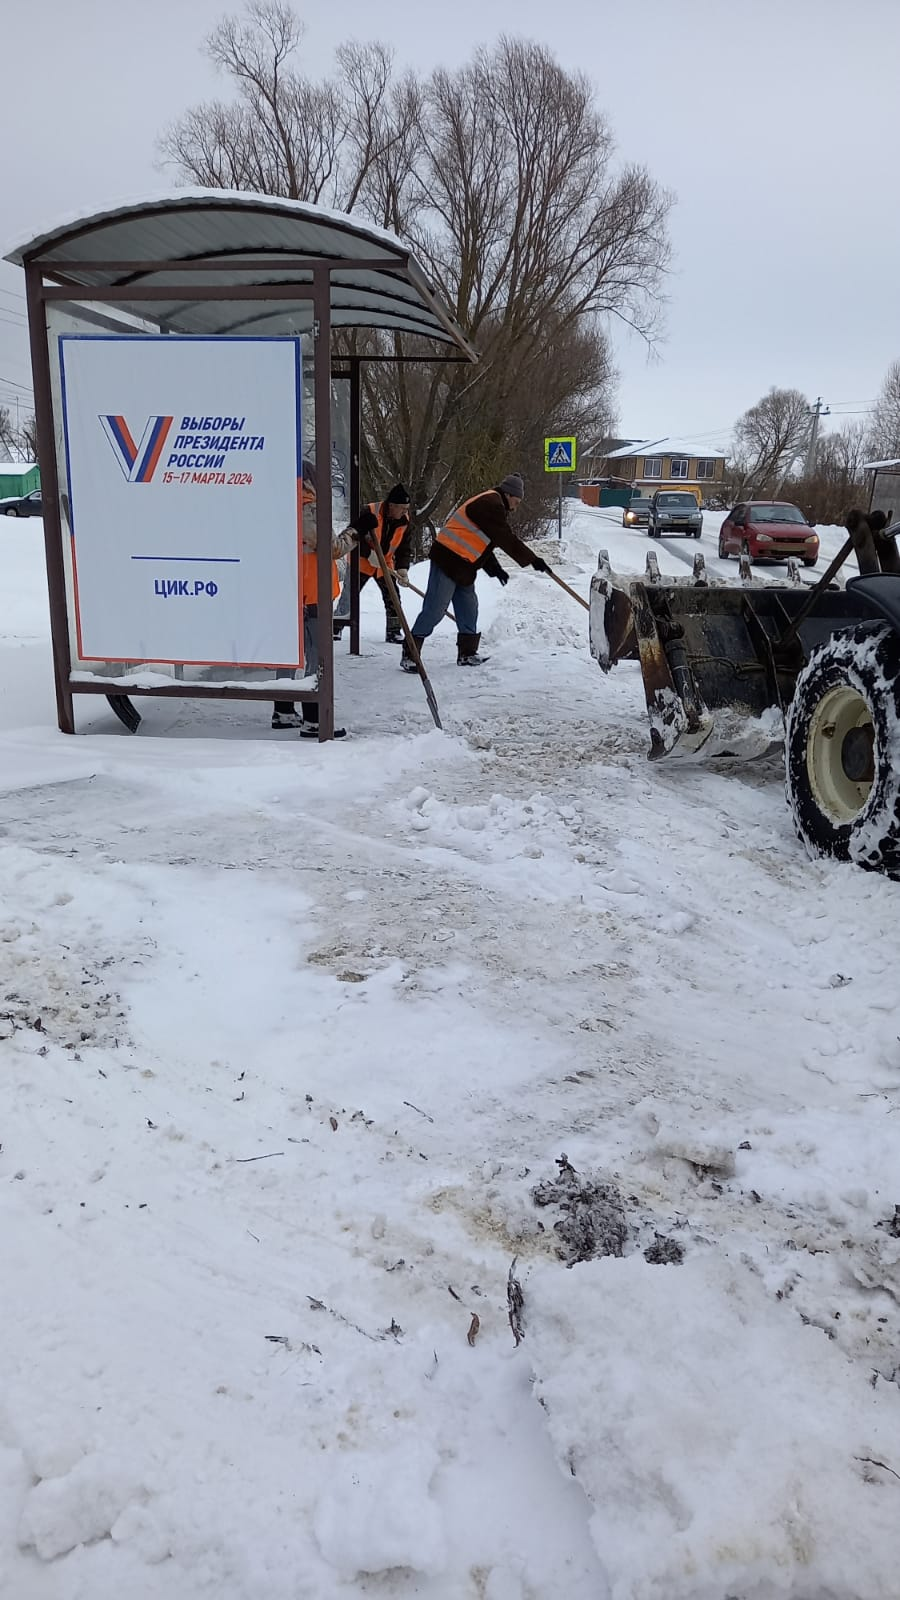 ВЫБОРЫ
ПРЕЗИДЕНТА
РОССИИ
15–17 МАРТА 2024
ЦИК.РФ